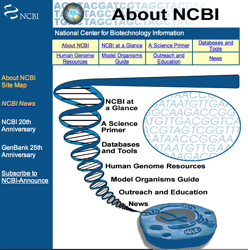 NCBI
About NCBI
National Center for Biotechnology Information
About NCBI
NCBI at a Glance
A Science Primer
Databases and Tools
Human Genome Resources
Model Organisms Guide
Outreach and Education
News
About NCBI
Site Map
NCBI News
NCBI 20th
Anniversary
GenBank 25th
Anniversary
Subscribe to
NCBI-Announce
NCBI at
a Glance
A Science
Primer
Databases
and Tools
Human Genome Resources
Model Organisms Guide
Outreach and Education
News